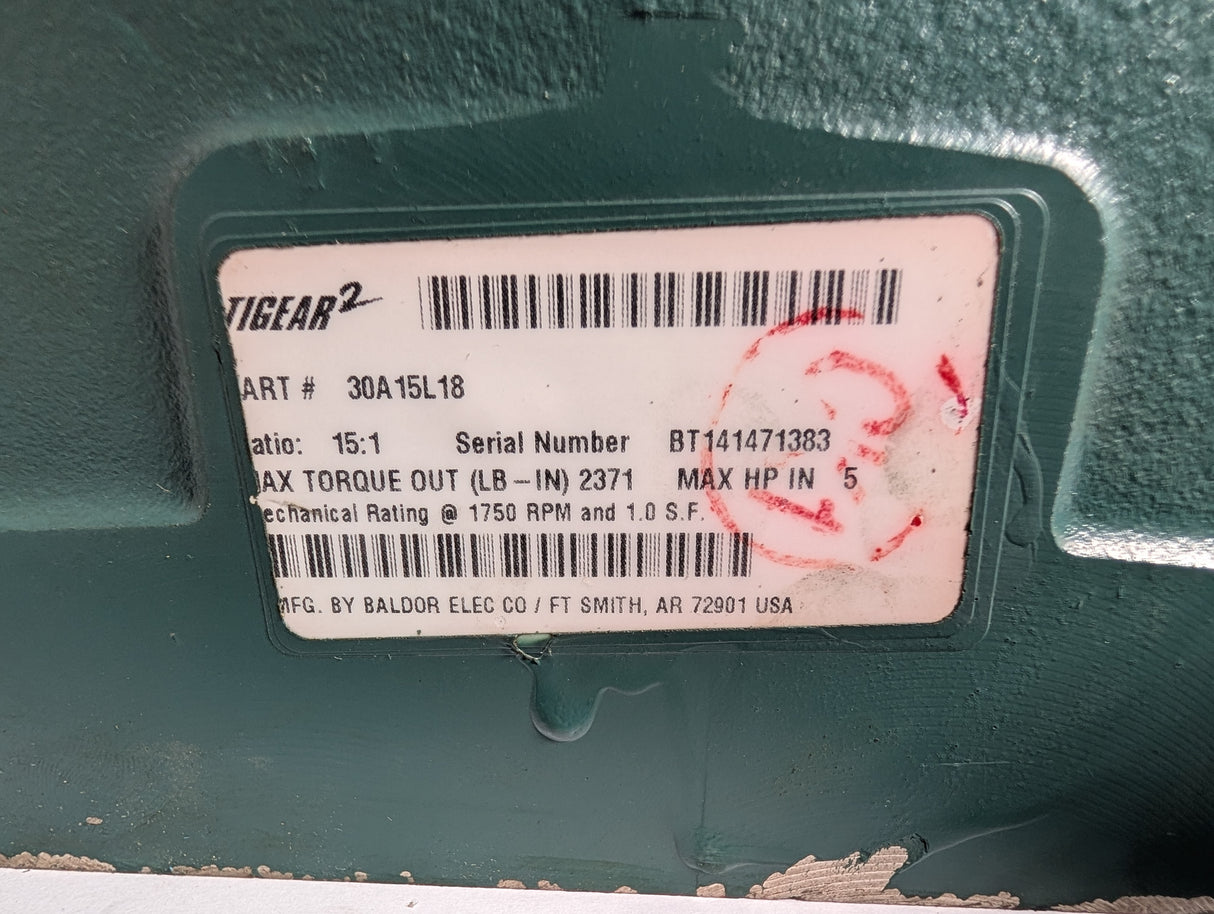 TIGEAR2
ART # 30A15L18
atio: 15:1 Serial Number BT141471383
AX TORQUE OUT (LB-IN) 2371 MAX HP IN 5
echanical Rating @ 1750 RPM and 1.0 S.F.
MFG. BY BALDOR ELEC CO / FT SMITH, AR 72901 USA